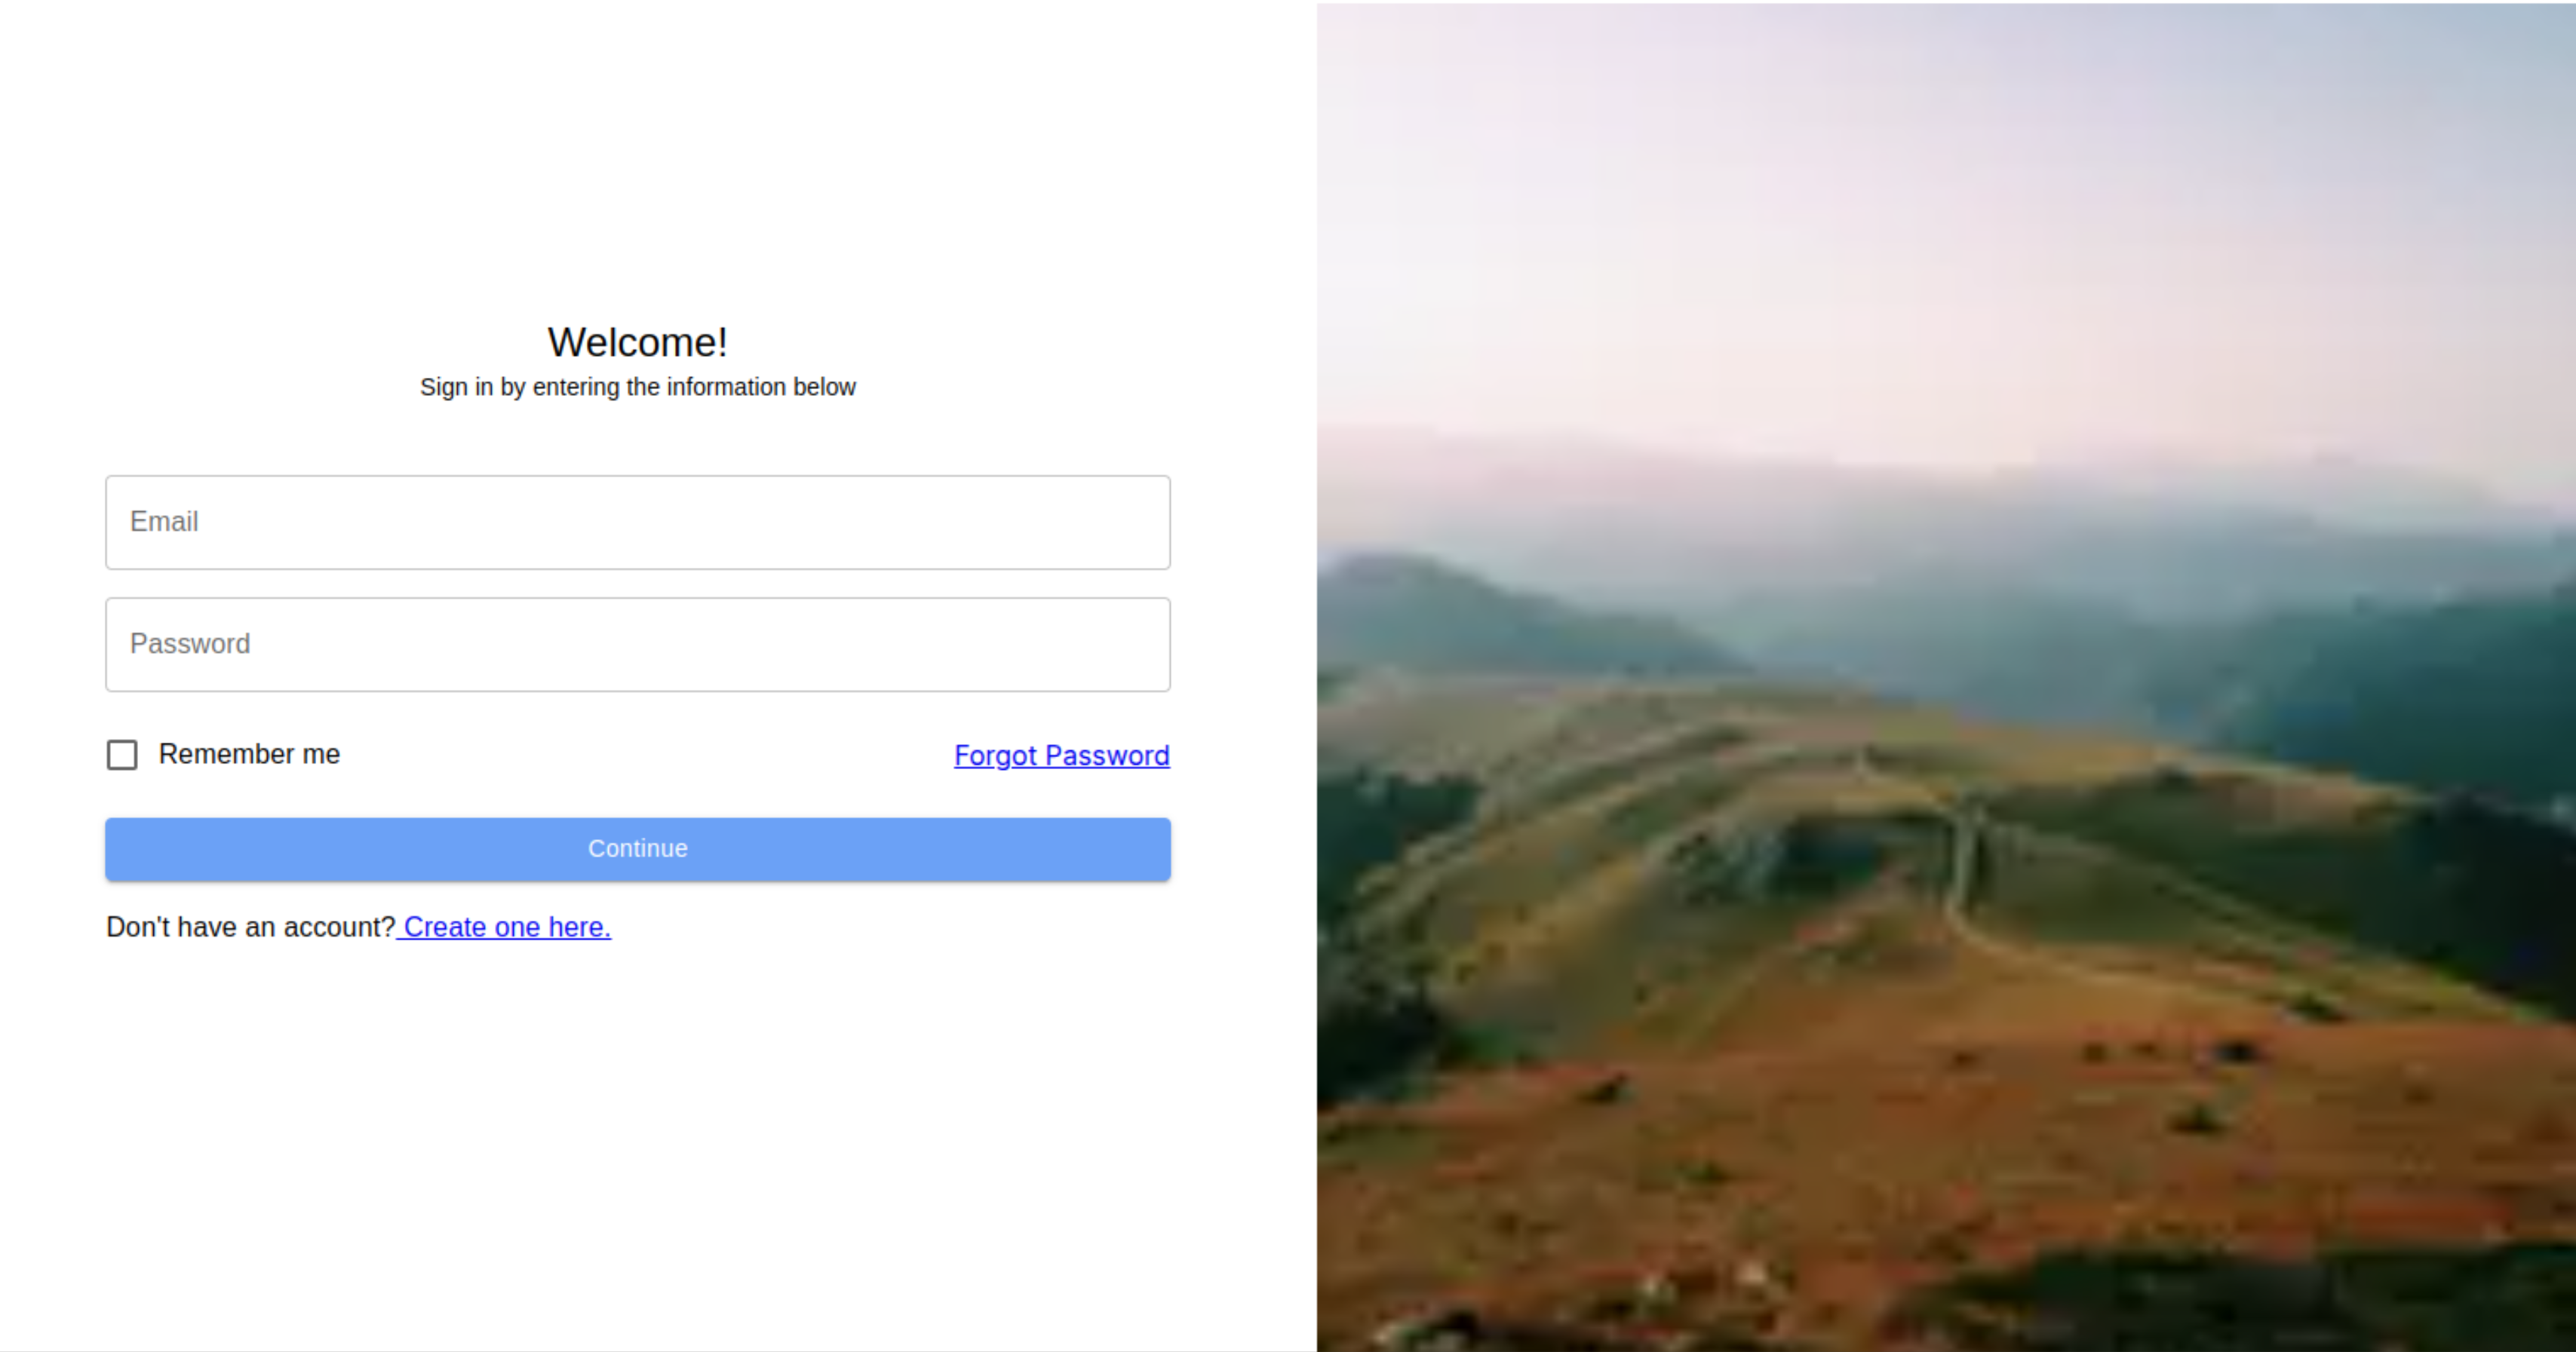 Welcome!
Sign in by entering the information below
Email
Password
Remember me
Forgot Password
Continue
Don't have an account? Create one here.